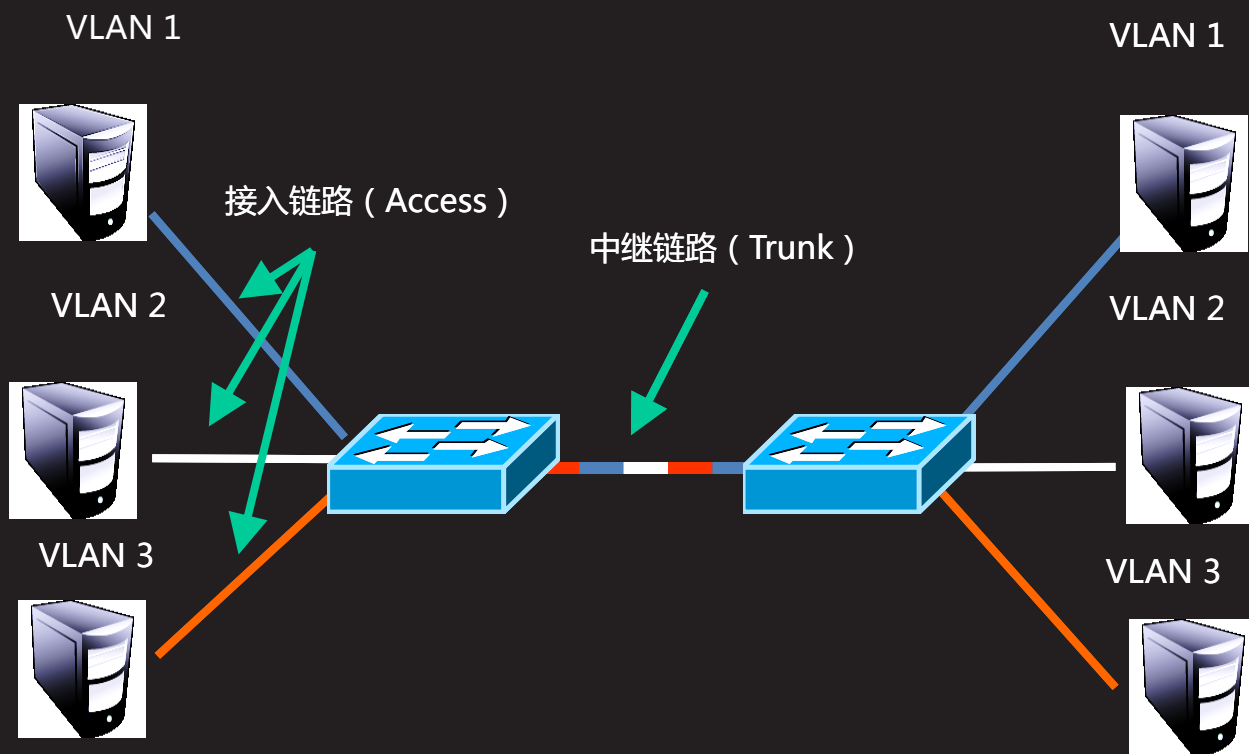 VLAN 1
VLAN 1
接入链路（Access）
中继链路（Trunk）
VLAN 2
VLAN 2
VLAN 3
VLAN 3